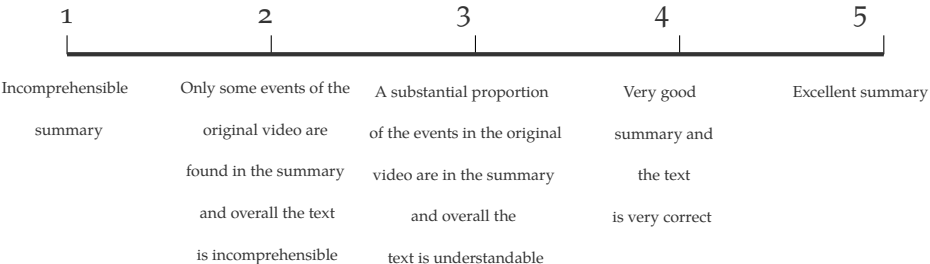 1 2 3 4 5
Incomprehensible
summary
Only some events of the
original video are
found in the summary
and overall the text
is incomprehensible
A substantial proportion
of the events in the original
video are in the summary
and overall the
text is understandable
Very good
summary and
the text
is very correct
Excellent summary